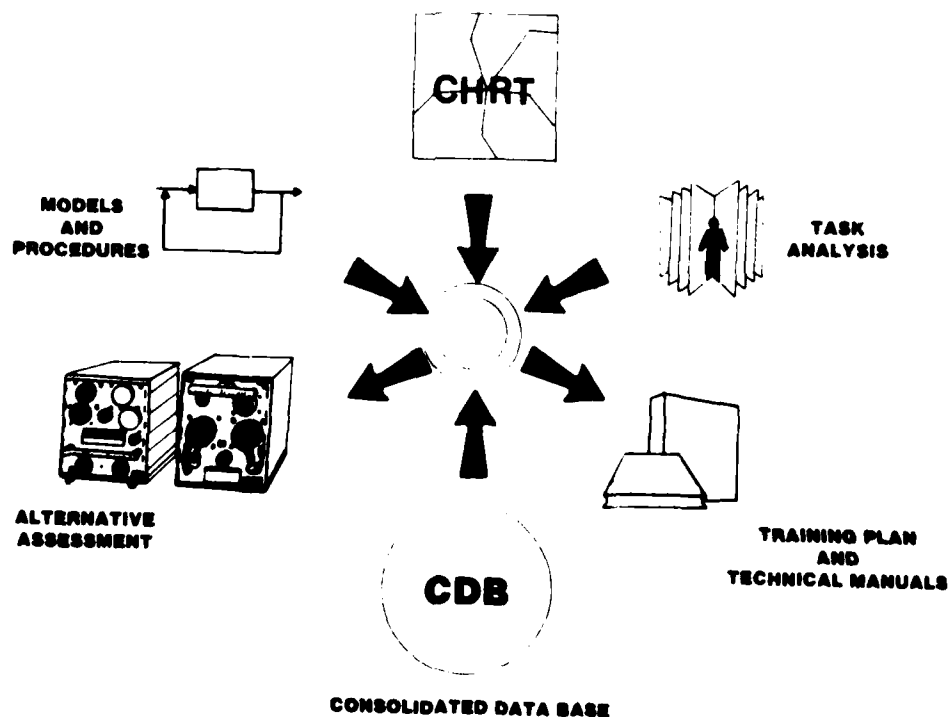 CHRT
MODELS
AND
PROCEDURES
TASK
ANALYSIS
ALTERNATIVE
ASSESSMENT
TRAINING PLAN
AND
TECHNICAL MANUALS
CDB
CONSOLIDATED DATA BASE